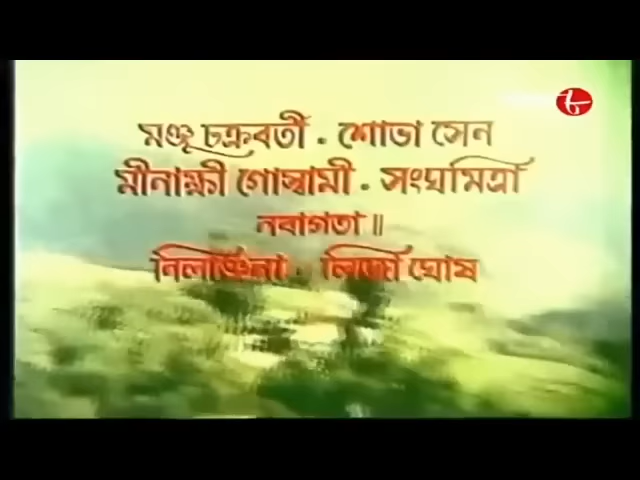 মঞ্জু চক্রবর্তী . শোভা সেন
মীনাক্ষী গোস্বামী . সংঘমিত্রা
নবাগতা ॥
নিলাঞ্জনা . লিজা ঘোষ